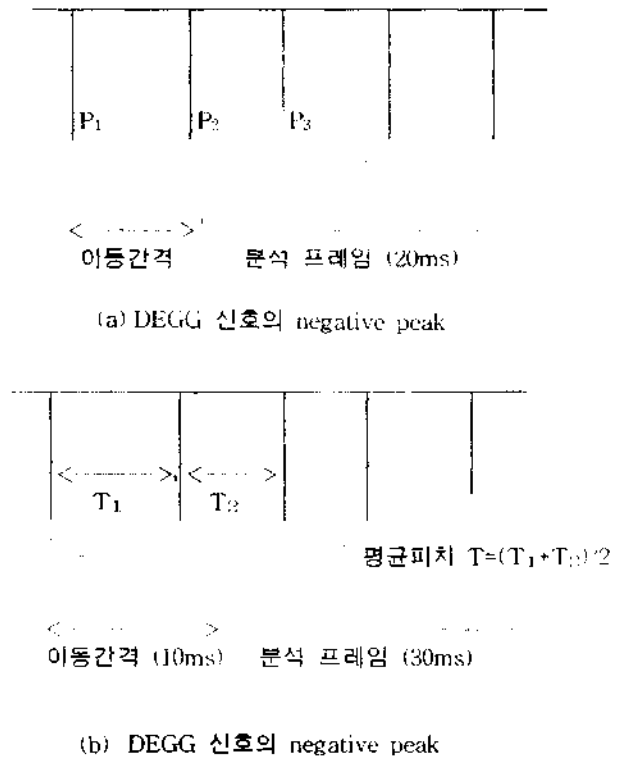 P₁ P₂ P₃
이동간격 분석 프레임 (20ms)
(a) DEGG 신호의 negative peak
T₁ T₂
평균피치 T=(T₁+T₂)/2
이동간격 (10ms) 분석 프레임 (30ms)
(b) DEGG 신호의 negative peak